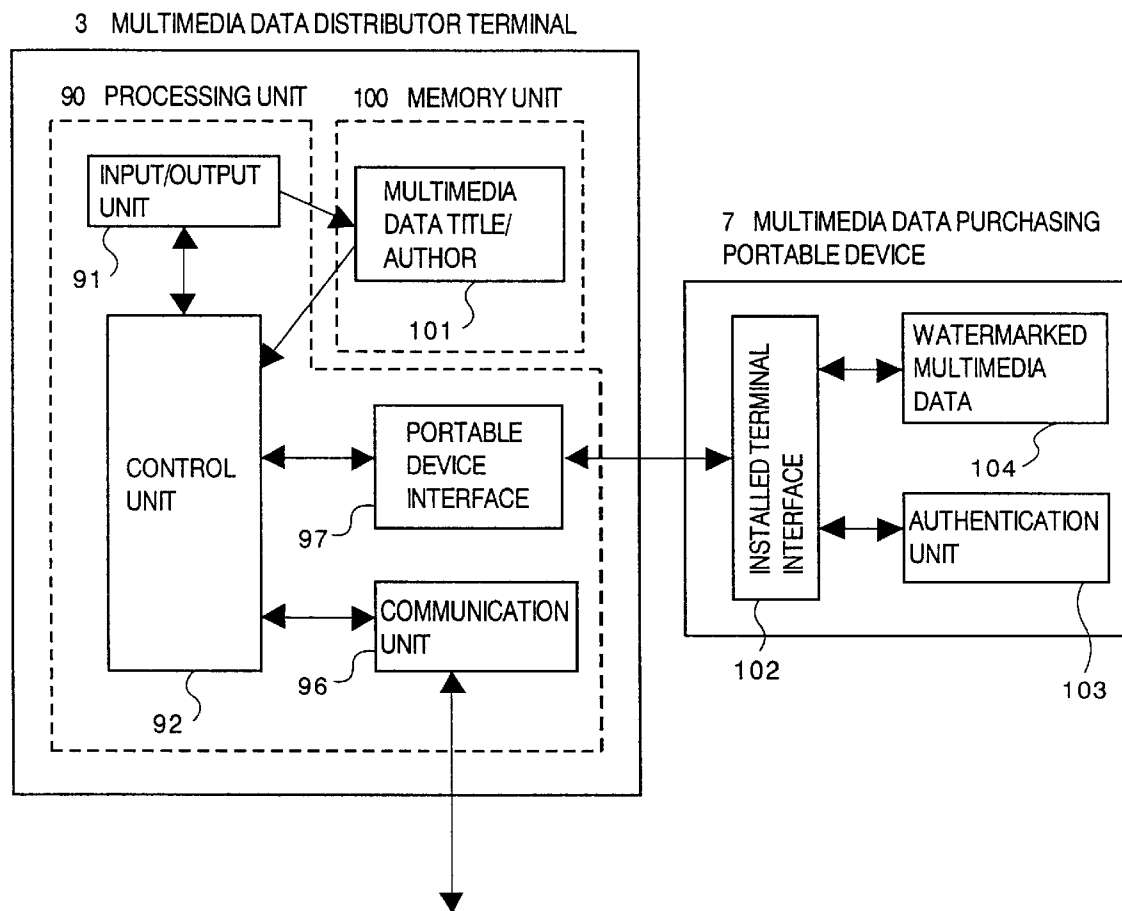 3 MULTIMEDIA DATA DISTRIBUTOR TERMINAL
90 PROCESSING UNIT
100 MEMORY UNIT
INPUT/OUTPUT
UNIT
91
MULTIMEDIA
DATA TITLE/
AUTHOR
101
CONTROL
UNIT
92
PORTABLE
DEVICE
INTERFACE
97
COMMUNICATION
UNIT
96
7 MULTIMEDIA DATA PURCHASING
PORTABLE DEVICE
INSTALLED TERMINAL
INTERFACE
102
WATERMARKED
MULTIMEDIA
DATA
104
AUTHENTICATION
UNIT
103